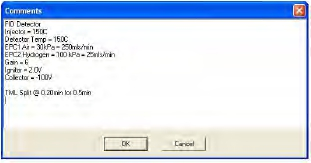 Comments
FID Detector
Injector = 150C
Detector Temp = 150C
EPC1 Air = 30kPa = 250mls/min
EPC2 Hydrogen = 100 kPa = 25mls/min
Gain = 6
Ignitor = 2.0V
Collector = -100V
TML Split @ 0.20min for 0.5min
OK
Cancel